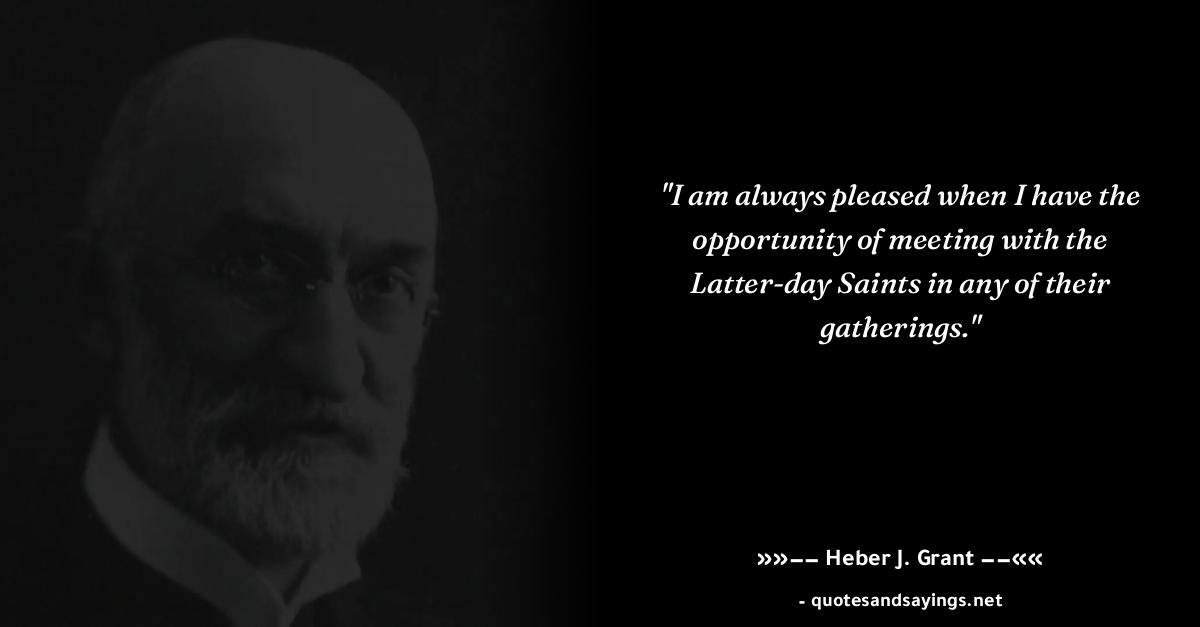 "I am always pleased when I have the
opportunity of meeting with the
Latter-day Saints in any of their
gatherings."
»»−− Heber J. Grant −−««
- quotesandsayings.net